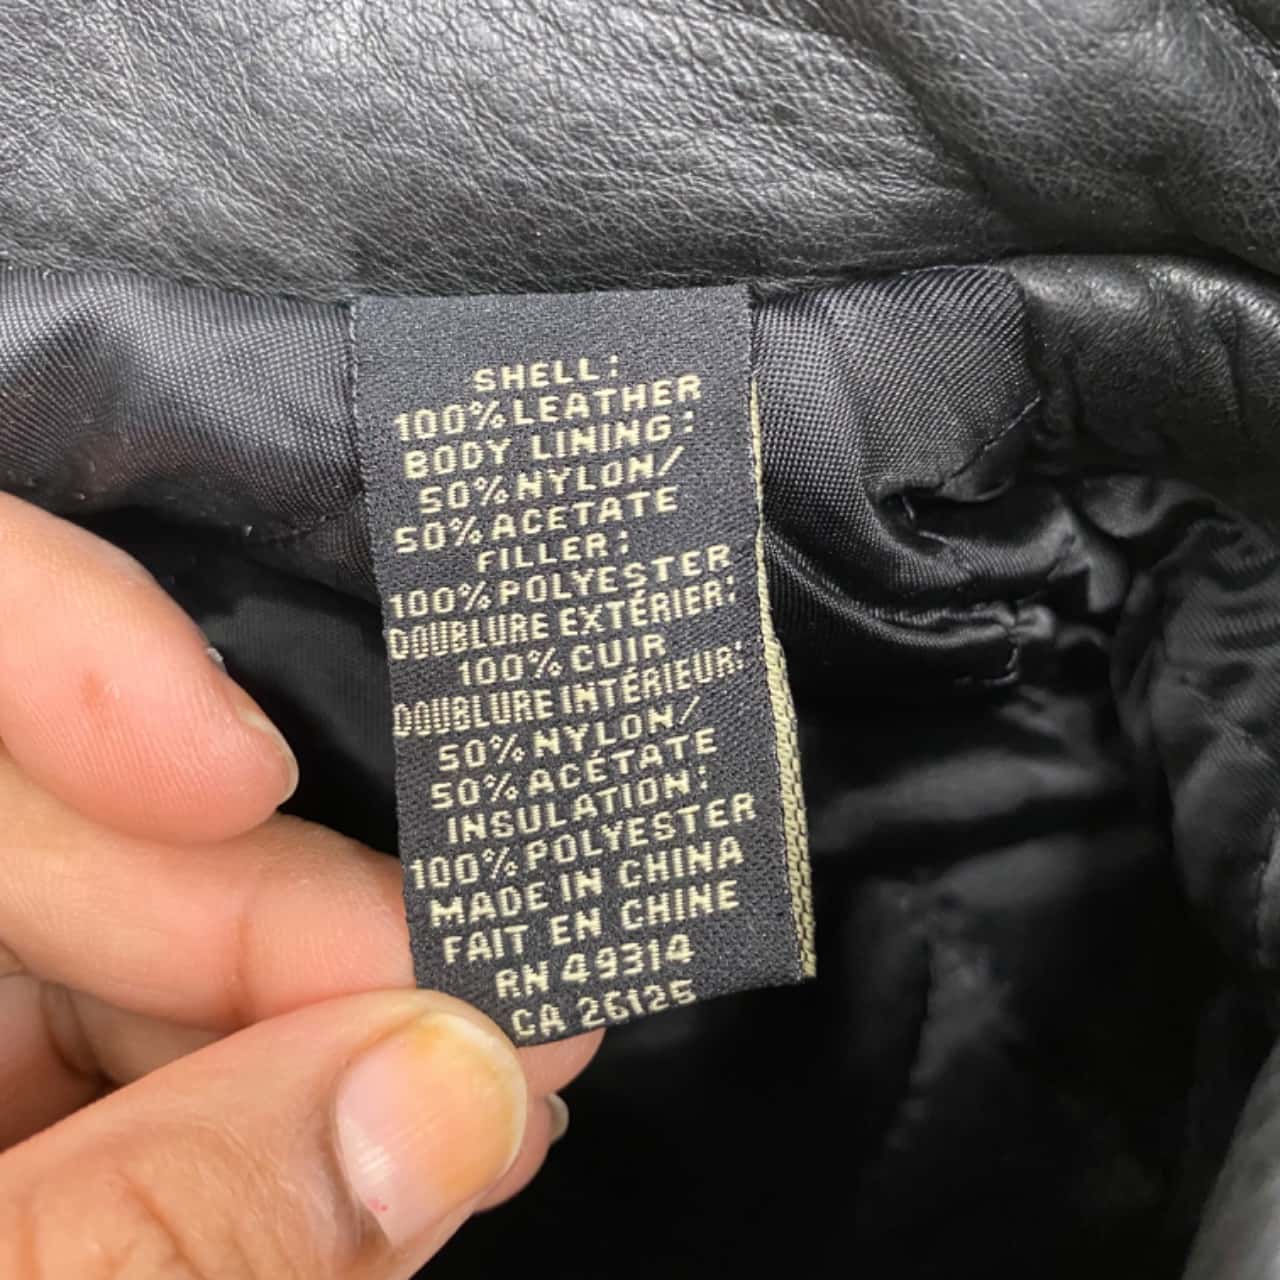 SHELL:
100% LEATHER
BODY LINING:
50% NYLON/
50% ACETATE
FILLER:
100% POLYESTER
DOUBLURE EXTÉRIER:
100% CUIR
DOUBLURE INTÉRIEUR:
50% NYLON/
50% ACÉTATE
INSULATION:
100% POLYESTER
MADE IN CHINA
FAIT EN CHINE
RN 49314
CA 26125